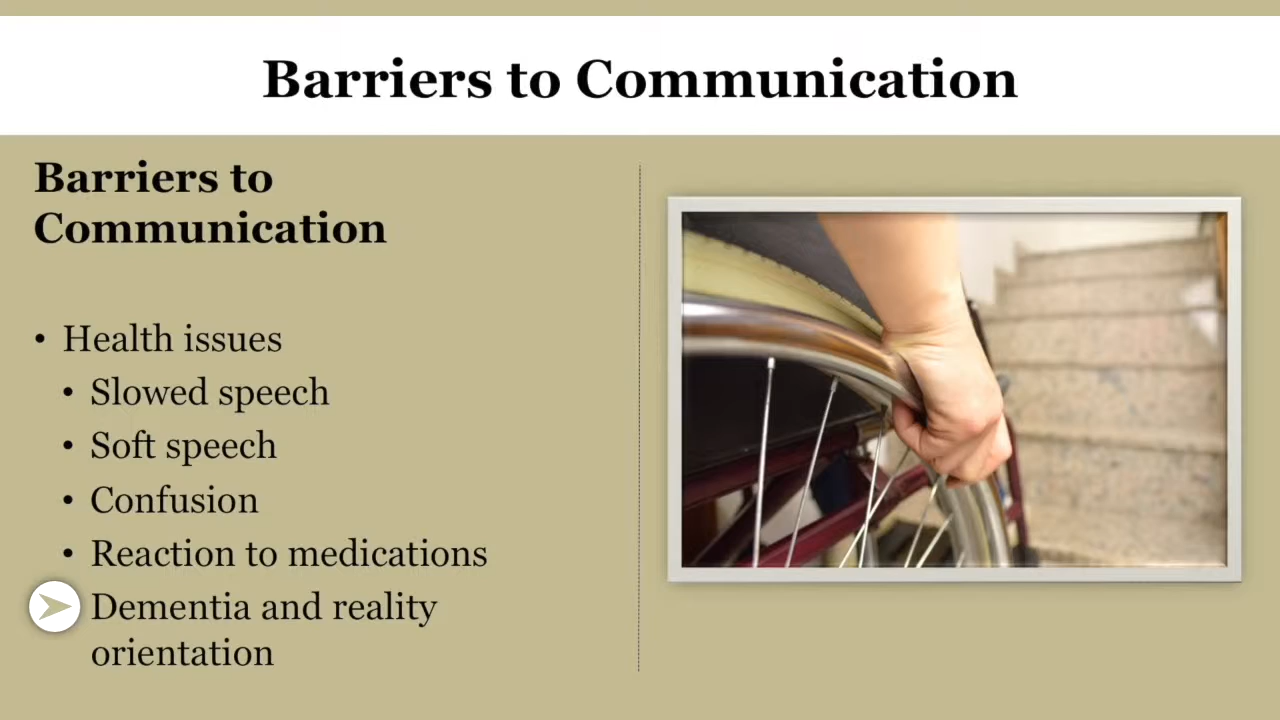 Barriers to Communication
Barriers to
Communication
• Health issues
• Slowed speech
• Soft speech
• Confusion
• Reaction to medications
Dementia and reality
orientation